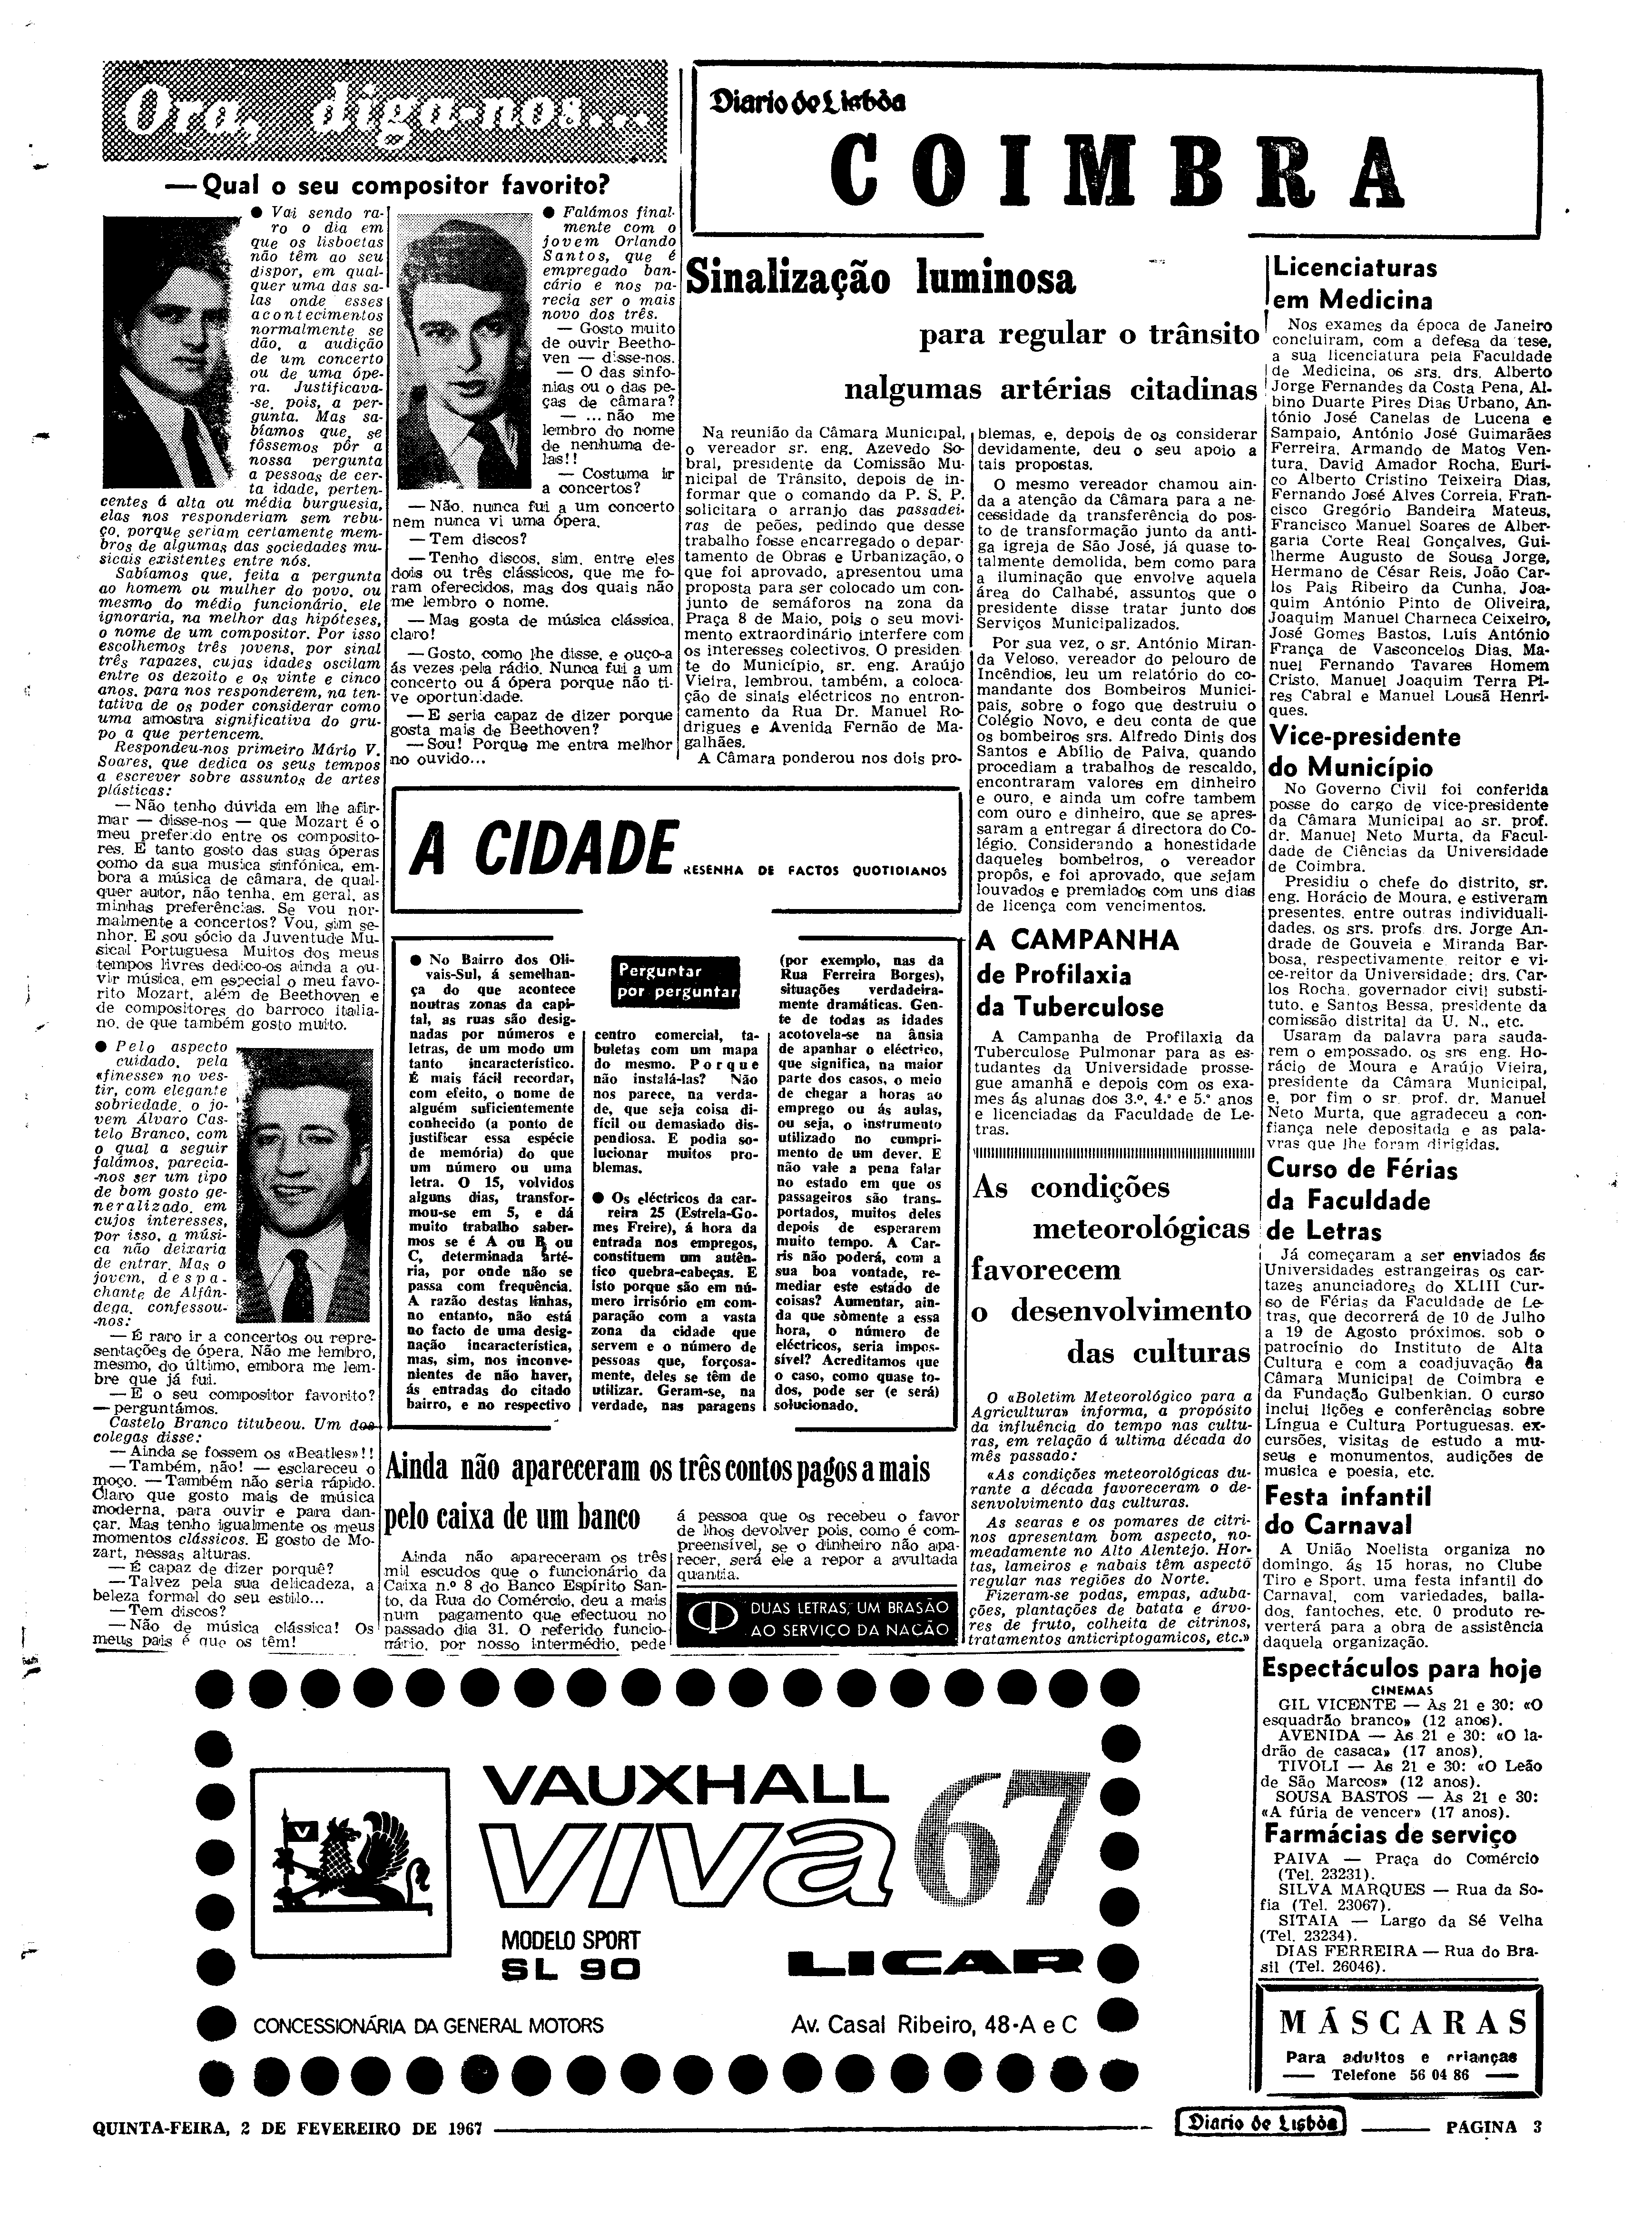 Ora, diga-nos...
— Qual o seu compositor favorito?
● Vai sendo ra-
ro o dia em
que os lisboetas
não têm ao seu
dispor, em qual-
quer uma das sa-
las onde esses
acontecimentos
normalmente se
dão, a audição
de um concerto
ou de uma ópe-
ra. Justificava-
-se, pois, a per-
gunta. Mas sa-
bíamos que, se
fôssemos pôr a
nossa pergunta
a pessoas de cer-
ta idade, perten-
centes á alta ou média burguesia,
elas nos responderiam sem rebu-
ço, porque seriam certamente mem-
bros de algumas das sociedades mu-
sicais existentes entre nós.
Sabíamos que, feita a pergunta
ao homem ou mulher do povo, ou
mesmo do médio funcionário, ele
ignoraria, na melhor das hipóteses,
o nome de um compositor. Por isso
escolhemos três jovens, por sinal
três rapazes, cujas idades oscilam
entre os dezoito e os vinte e cinco
anos, para nos responderem, na ten-
tativa de os poder considerar como
uma amostra significativa do gru-
po a que pertencem.
Respondeu-nos primeiro Mário V.
Soares, que dedica os seus tempos
a escrever sobre assuntos de artes
plásticas:
— Não tenho dúvida em lhe afir-
mar — disse-nos — que Mozart é o
meu preferido entre os composito-
res. E tanto gosto das suas óperas
como da sua musica sinfónica, em-
bora a música de câmara, de qual-
quer autor, não tenha, em geral, as
minhas preferências. Se vou nor-
malmente a concertos? Vou, sim se-
nhor. E sou sócio da Juventude Mu-
sical Portuguesa Muitos dos meus
tempos livres dedico-os ainda a ou-
vir música, em especial o meu favo-
rito Mozart, além de Beethoven e
de compositores do barroco italia-
no, de que também gosto muito.
● Pelo aspecto
cuidado, pela
«finesse» no ves-
tir, com elegante
sobriedade, o jo-
vem Álvaro Cas-
telo Branco, com
o qual a seguir
falámos, parecia-
-nos ser um tipo
de bom gosto ge-
neralizado, em
cujos interesses,
por isso, a músi-
ca não deixaria
de entrar. Mas o
jovem, despa-
chante de Alfân-
dega, confessou-
-nos:
— É raro ir a concertos ou repre-
sentações de ópera. Não me lembro,
mesmo, do último, embora me lem-
bre que já fui.
— E o seu compositor favorito?
— perguntámos.
Castelo Branco titubeou. Um dos
colegas disse:
— Ainda se fossem os «Beatles»!!
— Também, não! — esclareceu o
moço. — Também não seria rápido.
Claro que gosto mais de música
moderna, para ouvir e para dan-
çar. Mas tenho igualmente os meus
momentos clássicos. E gosto de Mo-
zart, nessas alturas.
— É capaz de dizer porquê?
— Talvez pela sua delicadeza, a
beleza formal do seu estilo...
— Tem discos?
— Não de música clássica! Os
meus pais é que os têm!
● Falámos final-
mente com o
jovem Orlando
Santos, que é
empregado ban-
cário e nos pa-
recia ser o mais
novo dos três.
— Gosto muito
de ouvir Beetho-
ven — disse-nos.
— O das sinfo-
nias ou o das pe-
ças de câmara?
— ... não me
lembro do nome
de nenhuma de-
las!!
— Costuma ir
a concertos?
— Não, nunca fui a um concerto
nem nunca vi uma ópera.
— Tem discos?
— Tenho discos, sim, entre eles
dois ou três clássicos, que me fo-
ram oferecidos, mas dos quais não
me lembro o nome.
— Mas gosta de música clássica,
claro!
— Gosto, como lhe disse, e ouço-a
ás vezes pela rádio. Nunca fui a um
concerto ou á ópera porque não ti-
ve oportunidade.
— E seria capaz de dizer porque
gosta mais de Beethoven?
— Sou! Porque me entra melhor
no ouvido...
Diario de Lisbôa
COIMBRA
Sinalização luminosa
para regular o trânsito
nalgumas artérias citadinas
Na reunião da Câmara Municipal,
o vereador sr. eng. Azevedo So-
bral, presidente da Comissão Mu-
nicipal de Trânsito, depois de in-
formar que o comando da P. S. P.
solicitara o arranjo das passadei-
ras de peões, pedindo que desse
trabalho fosse encarregado o depar-
tamento de Obras e Urbanização, o
que foi aprovado, apresentou uma
proposta para ser colocado um con-
junto de semáforos na zona da
Praça 8 de Maio, pois o seu movi-
mento extraordinário interfere com
os interesses colectivos. O presiden-
te do Município, sr. eng. Araújo
Vieira, lembrou, também, a coloca-
ção de sinais eléctricos no entron-
camento da Rua Dr. Manuel Ro-
drigues e Avenida Fernão de Ma-
galhães.
A Câmara ponderou nos dois pro-
blemas, e, depois de os considerar
devidamente, deu o seu apoio a
tais propostas.
O mesmo vereador chamou ain-
da a atenção da Câmara para a ne-
cessidade da transferência do pos-
to de transformação junto da anti-
ga igreja de São José, já quase to-
talmente demolida, bem como para
a iluminação que envolve aquela
área do Calhabé, assuntos que o
presidente disse tratar junto dos
Serviços Municipalizados.
Por sua vez, o sr. António Miran-
da Veloso, vereador do pelouro de
Incêndios, leu um relatório do co-
mandante dos Bombeiros Munici-
pais, sobre o fogo que destruiu o
Colégio Novo, e deu conta de que
os bombeiros srs. Alfredo Dinis dos
Santos e Abílio de Paiva, quando
procediam a trabalhos de rescaldo,
encontraram valores em dinheiro
e ouro, e ainda um cofre tambem
com ouro e dinheiro, que se apres-
saram a entregar á directora do Co-
légio. Considerando a honestidade
daqueles bombeiros, o vereador
propôs, e foi aprovado, que sejam
louvados e premiados com uns dias
de licença com vencimentos.
A CAMPANHA
de Profilaxia
da Tuberculose
A Campanha de Profilaxia da
Tuberculose Pulmonar para as es-
tudantes da Universidade prosse-
gue amanhã e depois com os exa-
mes ás alunas dos 3.º, 4.º e 5.º anos
e licenciadas da Faculdade de Le-
tras.
As condições
meteorológicas
favorecem
o desenvolvimento
das culturas
O «Boletim Meteorológico para a
Agricultura» informa, a propósito
da influência do tempo nas cultu-
ras, em relação á ultima década do
mês passado:
«As condições meteorológicas du-
rante a década favoreceram o de-
senvolvimento das culturas.
As searas e os pomares de citri-
nos apresentam bom aspecto, no-
meadamente no Alto Alentejo. Hor-
tas, lameiros e nabais têm aspecto
regular nas regiões do Norte.
Fizeram-se podas, empas, aduba-
ções, plantações de batata e árvo-
res de fruto, colheita de citrinos,
tratamentos anticriptogamicos, etc.»
Licenciaturas
em Medicina
Nos exames da época de Janeiro
concluiram, com a defesa da tese,
a sua licenciatura pela Faculdade
de Medicina, os srs. drs. Alberto
Jorge Fernandes da Costa Pena, Al-
bino Duarte Pires Dias Urbano, An-
tónio José Canelas de Lucena e
Sampaio, António José Guimarães
Ferreira, Armando de Matos Ven-
tura, David Amador Rocha, Euri-
co Alberto Cristino Teixeira Dias,
Fernando José Alves Correia, Fran-
cisco Gregório Bandeira Mateus,
Francisco Manuel Soares de Alber-
garia Corte Real Gonçalves, Gui-
lherme Augusto de Sousa Jorge,
Hermano de César Reis, João Car-
los Pais Ribeiro da Cunha, Joa-
quim António Pinto de Oliveira,
Joaquim Manuel Charneca Ceixeiro,
José Gomes Bastos, Luís António
França de Vasconcelos Dias, Ma-
nuel Fernando Tavares Homem
Cristo, Manuel Joaquim Terra Pi-
res Cabral e Manuel Lousã Henri-
ques.
Vice-presidente
do Município
No Governo Civil foi conferida
posse do cargo de vice-presidente
da Câmara Municipal ao sr. prof.
dr. Manuel Neto Murta, da Facul-
dade de Ciências da Universidade
de Coimbra.
Presidiu o chefe do distrito, sr.
eng. Horácio de Moura, e estiveram
presentes, entre outras individuali-
dades, os srs. profs. drs. Jorge An-
drade de Gouveia e Miranda Bar-
bosa, respectivamente reitor e vi-
ce-reitor da Universidade; drs. Car-
los Rocha, governador civil substi-
tuto, e Santos Bessa, presidente da
comissão distrital da U. N., etc.
Usaram da palavra para sauda-
rem o empossado, os srs eng. Ho-
rácio de Moura e Araújo Vieira,
presidente da Câmara Municipal,
e, por fim o sr. prof. dr. Manuel
Neto Murta, que agradeceu a con-
fiança nele depositada e as pala-
vras que lhe foram dirigidas.
Curso de Férias
da Faculdade
de Letras
Já começaram a ser enviados ás
Universidades estrangeiras os car-
tazes anunciadores do XLIII Cur-
so de Férias da Faculdade de Le-
tras, que decorrerá de 10 de Julho
a 19 de Agosto próximos, sob o
patrocínio do Instituto de Alta
Cultura e com a coadjuvação da
Câmara Municipal de Coimbra e
da Fundação Gulbenkian. O curso
inclui lições e conferências sobre
Língua e Cultura Portuguesas, ex-
cursões, visitas de estudo a mu-
seus e monumentos, audições de
musica e poesia, etc.
Festa infantil
do Carnaval
A União Noelista organiza no
domingo, ás 15 horas, no Clube
Tiro e Sport, uma festa infantil do
Carnaval, com variedades, baila-
dos, fantoches, etc. O produto re-
verterá para a obra de assistência
daquela organização.
Espectáculos para hoje
CINEMAS
GIL VICENTE — Às 21 e 30: «O
esquadrão branco» (12 anos).
AVENIDA — Às 21 e 30: «O la-
drão de casaca» (17 anos).
TIVOLI — Às 21 e 30: «O Leão
de São Marcos» (12 anos).
SOUSA BASTOS — Às 21 e 30:
«A fúria de vencer» (17 anos).
Farmácias de serviço
PAIVA — Praça do Comércio
(Tel. 23231).
SILVA MARQUES — Rua da So-
fia (Tel. 23067).
SITAIA — Largo da Sé Velha
(Tel. 23234).
DIAS FERREIRA — Rua do Bra-
sil (Tel. 26046).
MÁSCARAS
Para adultos e crianças
Telefone 56 04 86
A CIDADE
RESENHA DE FACTOS QUOTIDIANOS
Perguntar
por perguntar
● No Bairro dos Oli-
vais-Sul, á semelhan-
ça do que acontece
noutras zonas da capi-
tal, as ruas são desig-
nadas por números e
letras, de um modo um
tanto incaracterístico.
É mais fácil recordar,
com efeito, o nome de
alguém suficientemente
conhecido (a ponto de
justificar essa espécie
de memória) do que
um número ou uma
letra. O 15, volvidos
alguns dias, transfor-
mou-se em 5, e dá
muito trabalho saber-
mos se é A ou B ou
C, determinada arté-
ria, por onde não se
passa com frequência.
A razão destas linhas,
no entanto, não está
no facto de uma desig-
nação incaracterística,
mas, sim, nos inconve-
nientes de não haver,
ás entradas do citado
bairro, e no respectivo
centro comercial, ta-
buletas com um mapa
do mesmo. Porque
não instalá-las? Não
nos parece, na verda-
de, que seja coisa di-
fícil ou demasiado dis-
pendiosa. E podia so-
lucionar muitos pro-
blemas.
● Os eléctricos da car-
reira 25 (Estrela-Go-
mes Freire), á hora da
entrada nos empregos,
constituem um autên-
tico quebra-cabeças. E
isto porque são em nú-
mero irrisório em com-
paração com a vasta
zona da cidade que
servem e o número de
pessoas que, forçosa-
mente, deles se têm de
utilizar. Geram-se, na
verdade, nas paragens
(por exemplo, nas da
Rua Ferreira Borges),
situações verdadeira-
mente dramáticas. Gen-
te de todas as idades
acotovela-se na ânsia
de apanhar o eléctrico,
que significa, na maior
parte dos casos, o meio
de chegar a horas ao
emprego ou ás aulas,
ou seja, o instrumento
utilizado no cumpri-
mento de um dever. E
não vale a pena falar
no estado em que os
passageiros são trans-
portados, muitos deles
depois de esperarem
muito tempo. A Car-
ris não poderá, com a
sua boa vontade, re-
mediar este estado de
coisas? Aumentar, ain-
da que sòmente a essa
hora, o número de
eléctricos, seria impos-
sível? Acreditamos que
o caso, como quase to-
dos, pode ser (e será)
solucionado.
Ainda não apareceram os três contos pagos a mais
pelo caixa de um banco
Ainda não apareceram os três
mil escudos que o funcionário da
Caixa n.º 8 do Banco Espírito San-
to, da Rua do Comércio, deu a mais
num pagamento que efectuou no
passado dia 31. O referido funcio-
nário, por nosso intermédio, pede
á pessoa que os recebeu o favor
de lhos devolver pois, como é com-
preensível, se o dinheiro não apa-
recer, será ele a repor a avultada
quantia.
DUAS LETRAS, UM BRASÃO
AO SERVIÇO DA NAÇÃO
V
VAUXHALL
viva 67
MODELO SPORT
SL 90
LICAR
CONCESSIONÁRIA DA GENERAL MOTORS
Av. Casal Ribeiro, 48-A e C
QUINTA-FEIRA, 2 DE FEVEREIRO DE 1967
Diario de Lisbôa
PÁGINA 3